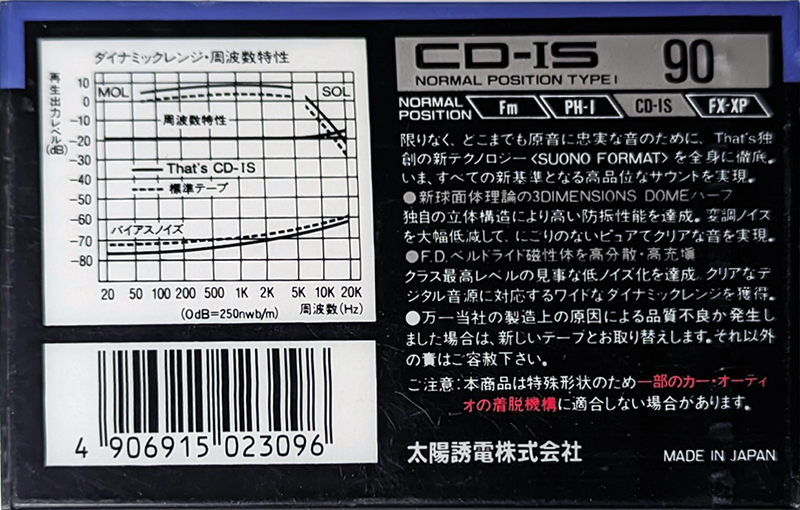 ダイナミックレンジ・周波数特性
再生出力レベル(dB)
10
0
-10
-20
-30
-40
-50
-60
-70
-80
MOL
SOL
周波数特性
That's CD-IS
標準テープ
バイアスノイズ
20 50 100 200 500 1K 2K 5K 10K 20K
(0dB=250nwb/m) 周波数(Hz)
4 906915 023096
CD-IS 90
NORMAL POSITION TYPE I
NORMAL POSITION Fm PH-I CD-IS FX-XP
限りなく、どこまでも原音に忠実な音のために、That's独
創の新テクノロジー〈SUONO FORMAT〉を全身に徹底。
いま、すべての新基準となる高品位なサウンドを実現。
●新球面体理論の3DIMENSIONS DOMEハーフ
独自の立体構造により高い防振性能を達成。変調ノイズ
を大幅低減して、にごりのないピュアでクリアな音を実現。
●F.D.ベルドライド磁性体を高分散・高充塡
クラス最高レベルの見事な低ノイズ化を達成。クリアなデ
ジタル音源に対応するワイドなダイナミックレンジを獲得。
●万一当社の製造上の原因による品質不良が発生し
ました場合は、新しいテープとお取り替えします。それ以外
の責はご容赦下さい。
ご注意：本商品は特殊形状のため一部のカー・オーディ
オの着脱機構に適合しない場合があります。
太陽誘電株式会社 MADE IN JAPAN